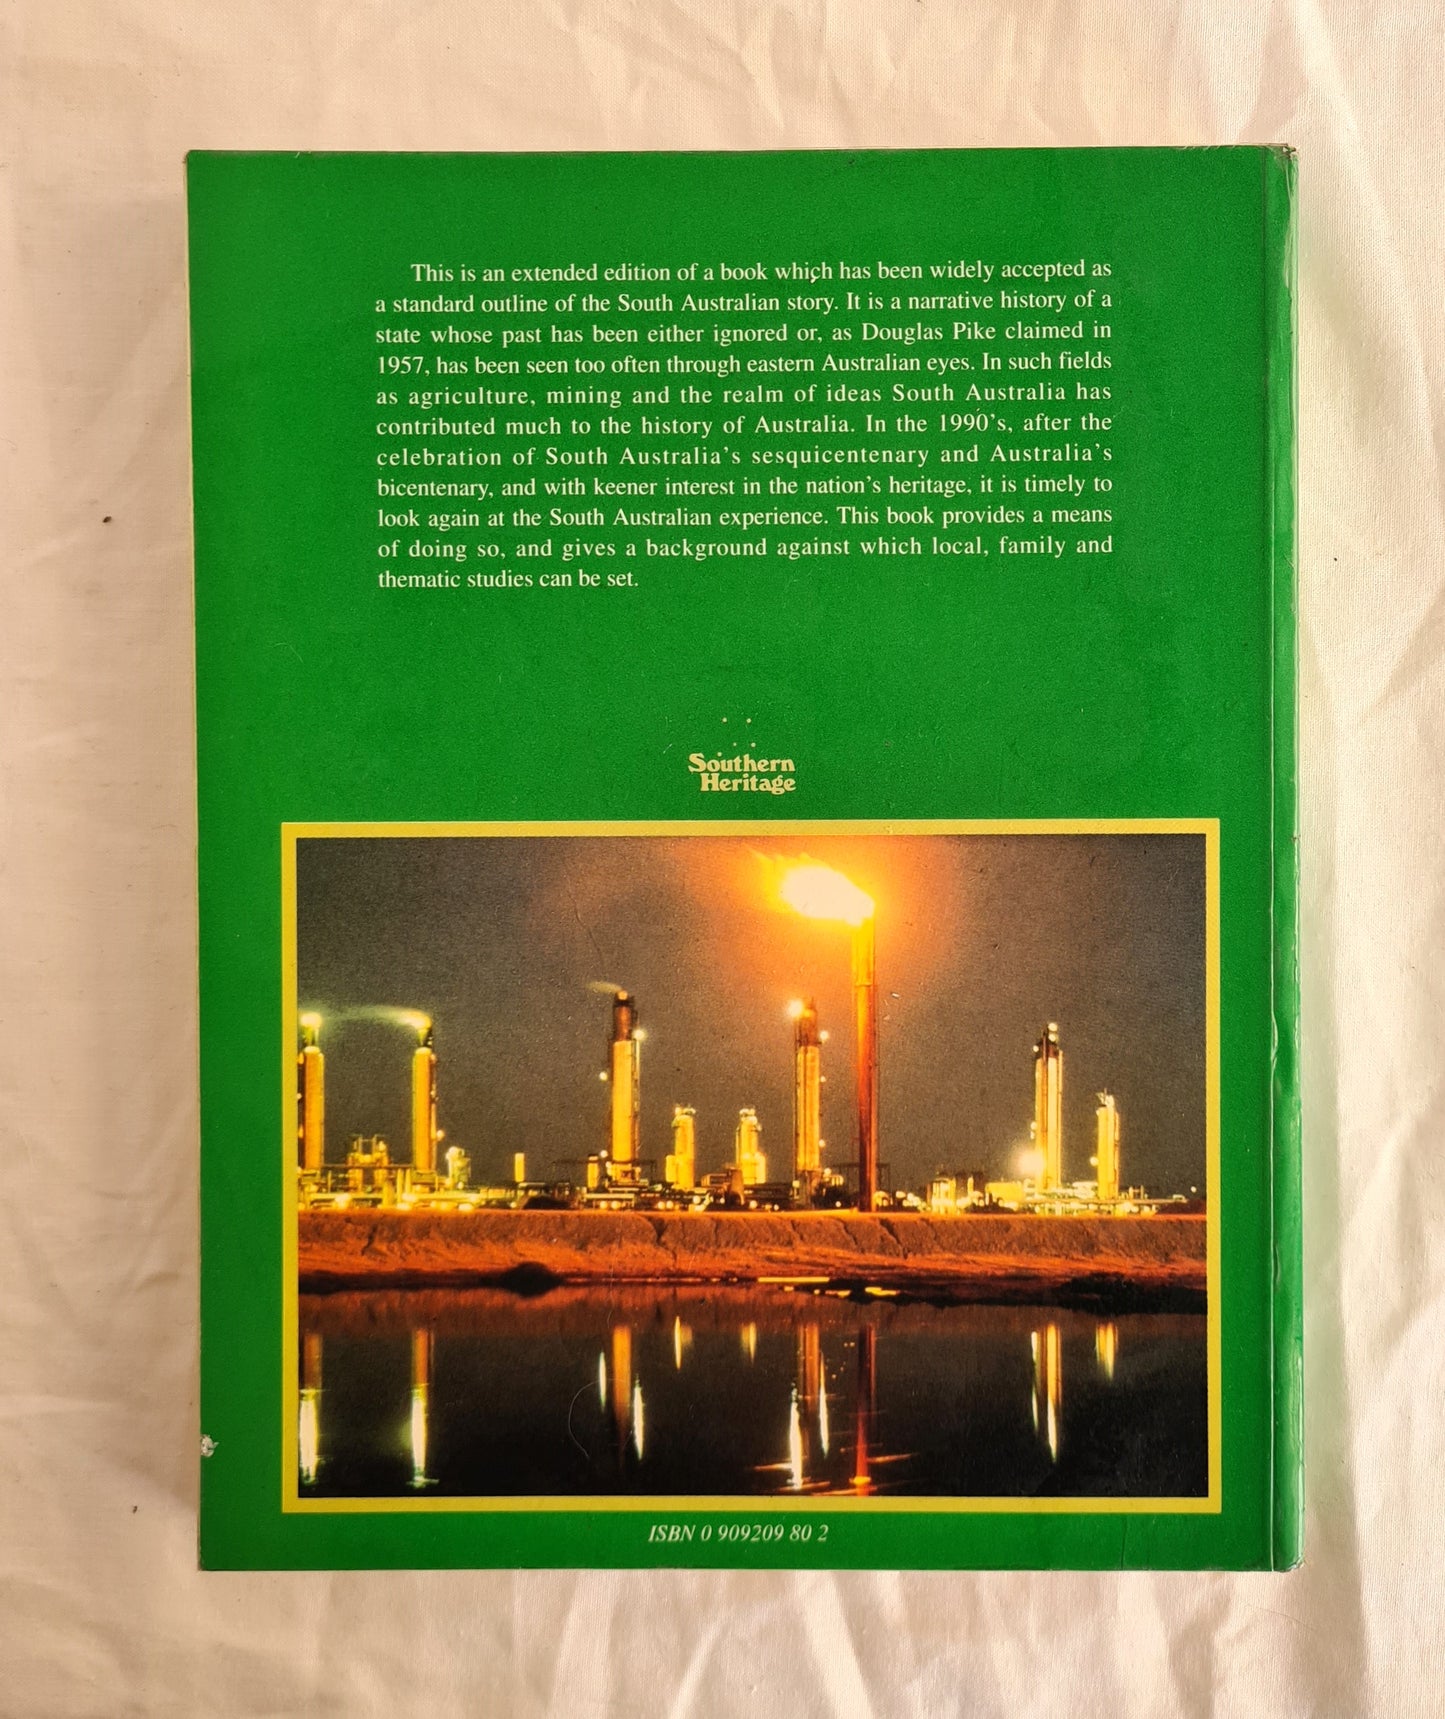 This is an extended edition of a book which has been widely accepted as
a standard outline of the South Australian story. It is a narrative history of a
state whose past has been either ignored or, as Douglas Pike claimed in
1957, has been seen too often through eastern Australian eyes. In such fields
as agriculture, mining and the realm of ideas South Australia has
contributed much to the history of Australia. In the 1990's, after the
celebration of South Australia's sesquicentenary and Australia's
bicentenary, and with keener interest in the nation's heritage, it is timely to
look again at the South Australian experience. This book provides a means
of doing so, and gives a background against which local, family and
thematic studies can be set.
Southern
Heritage
ISBN 0 909209 80 2